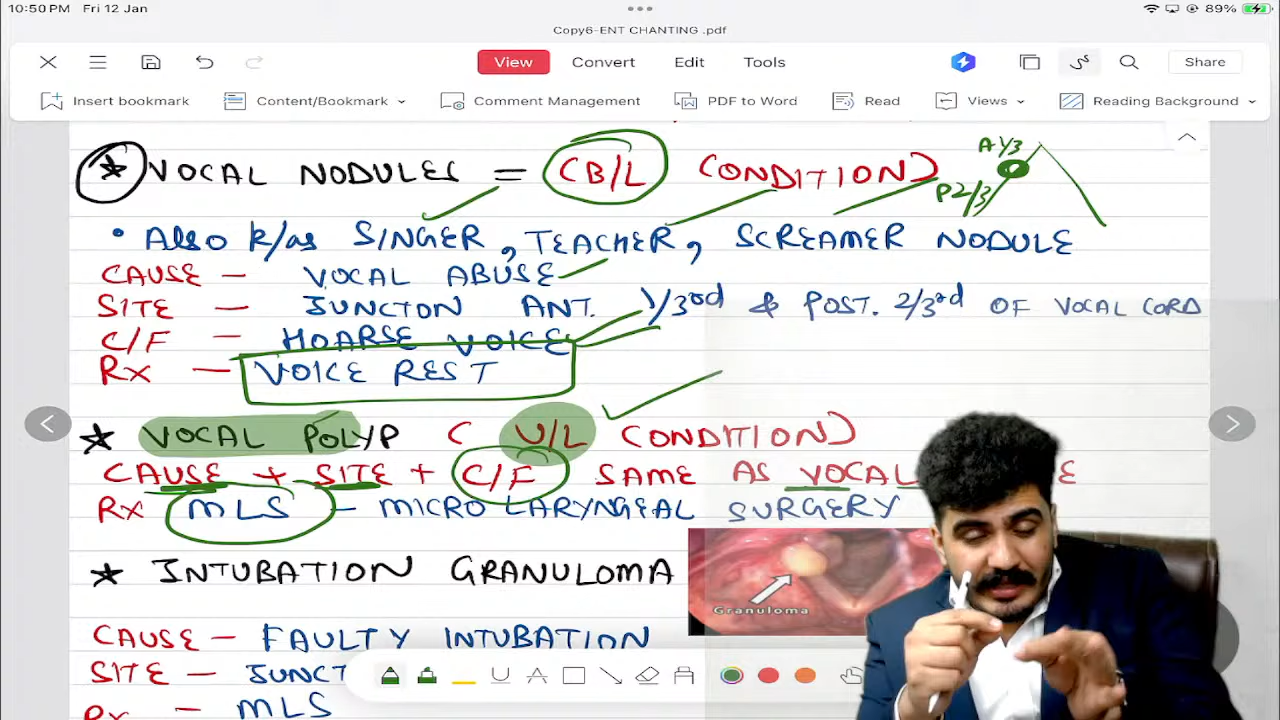 10:50 PM Fri 12 Jan
89%
Copy6-ENT CHANTING .pdf
View Convert Edit Tools
Share
Insert bookmark Content/Bookmark Comment Management PDF to Word Read Views Reading Background
A 1/3
P 2/3
* VOCAL NODULES = (B/L CONDITION)
• Also k/as SINGER, TEACHER, SCREAMER NODULE
CAUSE - VOCAL ABUSE
SITE - JUNCTON ANT. 1/3rd & POST. 2/3rd OF VOCAL CORD
C/F - HOARSE VOICE
Rx - VOICE REST
* VOCAL POLYP ( U/L CONDITION)
CAUSE + SITE + C/F SAME AS VOCAL
Rx MLS - MICRO LARYNGEAL SURGERY
* INTUBATION GRANULOMA
Granuloma
CAUSE - FAULTY INTUBATION
SITE - JUNCT
Rx - MLS